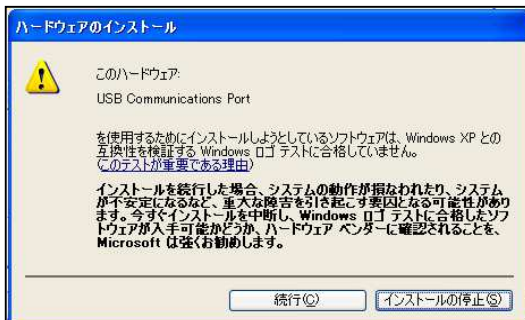 ハードウェアのインストール
このハードウェア:
USB Communications Port
を使用するためにインストールしようとしているソフトウェアは、Windows XP との
互換性を検証する Windows ロゴ テストに合格していません。
(このテストが重要である理由)
インストールを続行した場合、システムの動作が損なわれたり、システム
が不安定になるなど、重大な障害を引き起こす要因となる可能性があり
ます。今すぐインストールを中断し、Windows ロゴ テストに合格したソフ
トウェアが入手可能かどうか、ハードウェア ベンダーに確認されることを、
Microsoft は強くお勧めします。
続行(C)
インストールの停止(S)